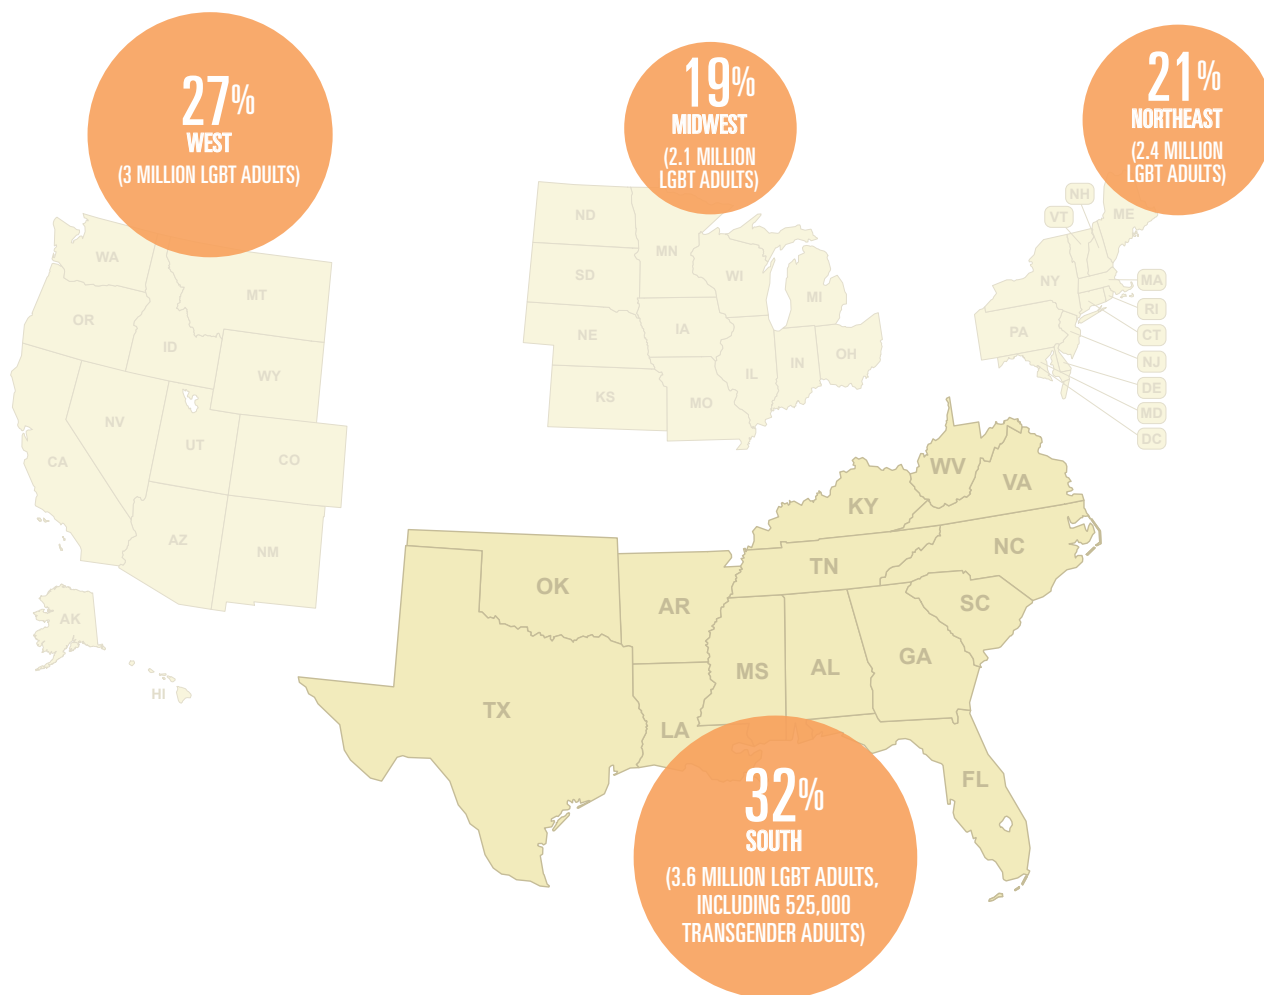 27%
WEST
(3 MILLION LGBT ADULTS)
19%
MIDWEST
(2.1 MILLION
LGBT ADULTS)
21%
NORTHEAST
(2.4 MILLION
LGBT ADULTS)
WA
MT
OR
ID
WY
NV
UT
CO
CA
AZ
NM
AK
HI
ND
MN
SD
WI
MI
NE
IA
IL
IN
OH
KS
MO
NH
VT
ME
NY
MA
RI
PA
CT
NJ
DE
MD
DC
WV
VA
KY
NC
TN
OK
AR
SC
GA
MS
AL
TX
LA
FL
32%
SOUTH
(3.6 MILLION LGBT ADULTS,
INCLUDING 525,000
TRANSGENDER ADULTS)